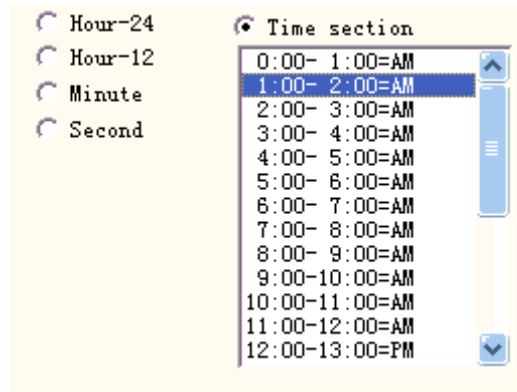 Hour-24
Hour-12
Minute
Second
Time section
0:00- 1:00=AM
1:00- 2:00=AM
2:00- 3:00=AM
3:00- 4:00=AM
4:00- 5:00=AM
5:00- 6:00=AM
6:00- 7:00=AM
7:00- 8:00=AM
8:00- 9:00=AM
9:00-10:00=AM
10:00-11:00=AM
11:00-12:00=AM
12:00-13:00=PM